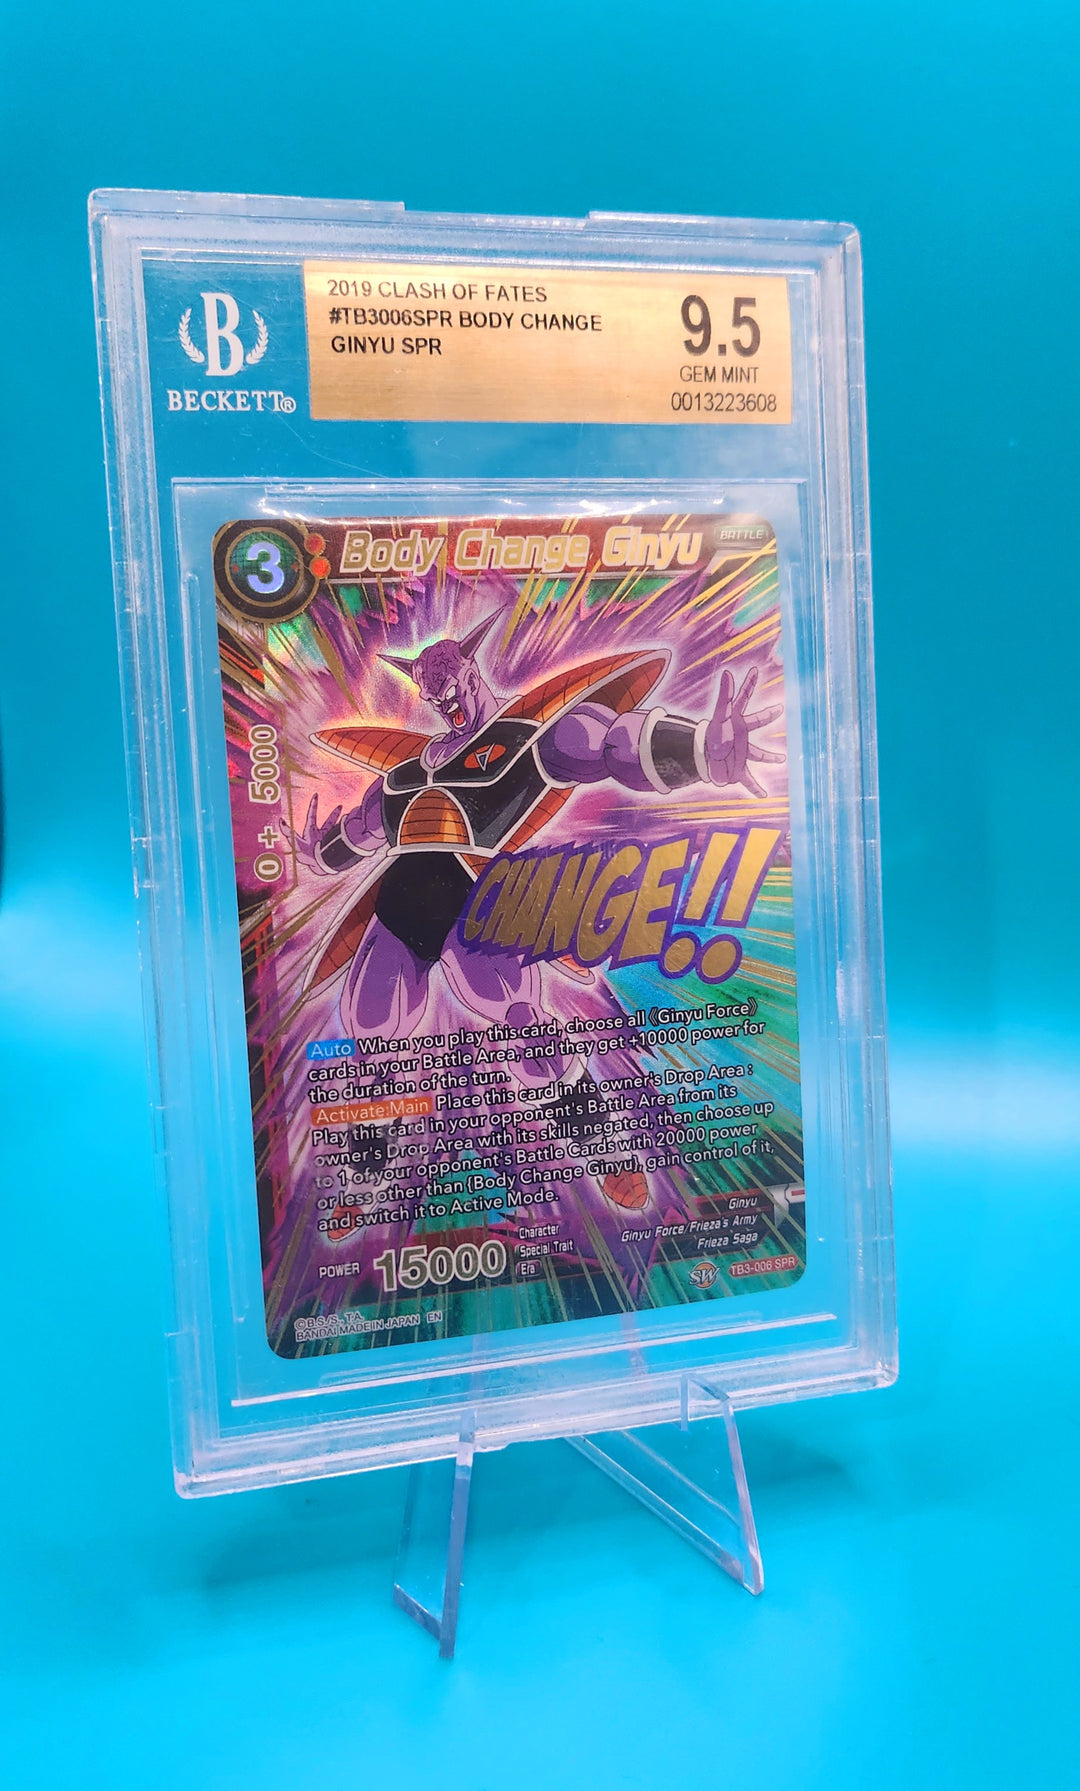 B
BECKETT®
2019 CLASH OF FATES
#TB3006SPR BODY CHANGE
GINYU SPR
9.5
GEM MINT
0013223608
3
Body Change Ginyu
BATTLE
0 + 5000
CHANGE!!
Auto When you play this card, choose all 《Ginyu Force》
cards in your Battle Area, and they get +10000 power for
the duration of the turn.
Activate:Main Place this card in its owner's Drop Area :
Play this card in your opponent's Battle Area from its
owner's Drop Area with its skills negated, then choose up
to 1 of your opponent's Battle Cards with 20000 power
or less other than {Body Change Ginyu}, gain control of it,
and switch it to Active Mode.
POWER 15000
Character Ginyu
Special Trait Ginyu Force/Frieza's Army
Era Frieza Saga
SW TB3-006 SPR
©B.S./S., T.A.
BANDAI MADE IN JAPAN EN